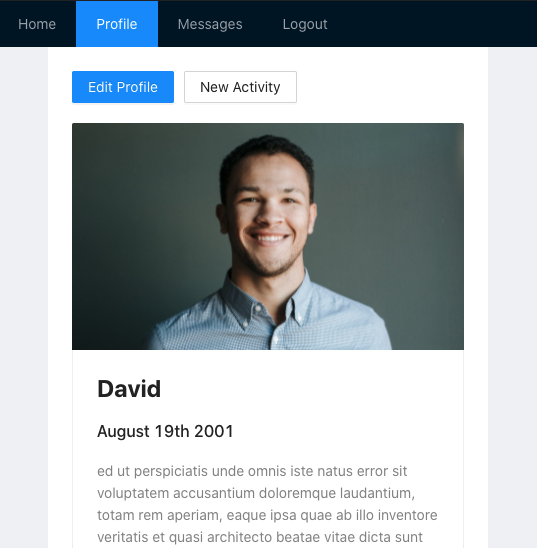 Home Profile Messages Logout
Edit Profile New Activity
David
August 19th 2001
ed ut perspiciatis unde omnis iste natus error sit
voluptatem accusantium doloremque laudantium,
totam rem aperiam, eaque ipsa quae ab illo inventore
veritatis et quasi architecto beatae vitae dicta sunt